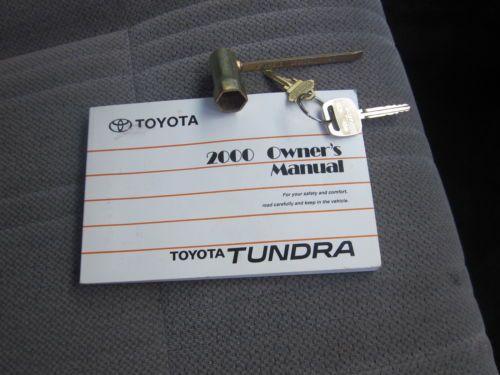 TOYOTA
2000 Owner's
Manual
For your safety and comfort,
read carefully and keep in the vehicle.
TOYOTA TUNDRA